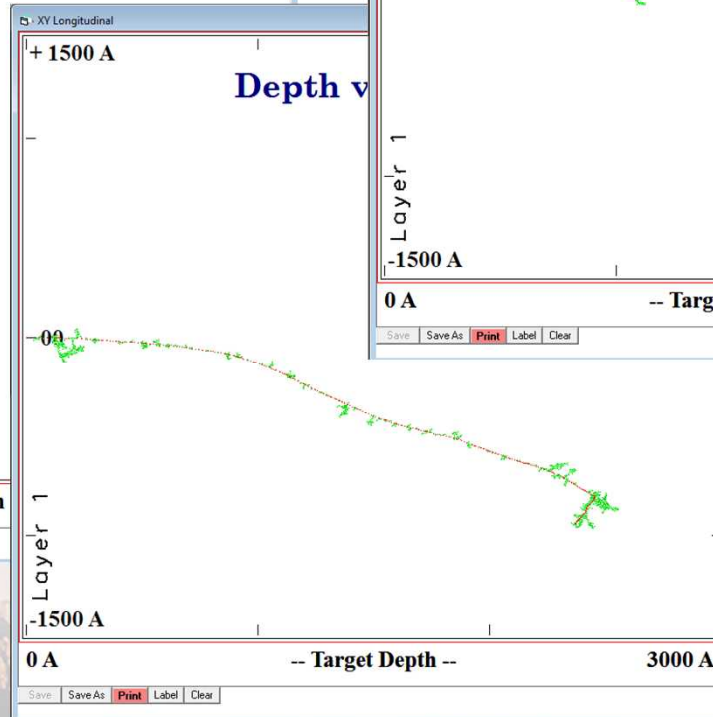 XY Longitudinal
+ 1500 A
Depth v
Layer 1
-00
-1500 A
0 A
-- Target Depth --
3000 A
Save
Save As
Print
Label
Clear
Layer 1
-1500 A
0 A
-- Targ
Save
Save As
Print
Label
Clear